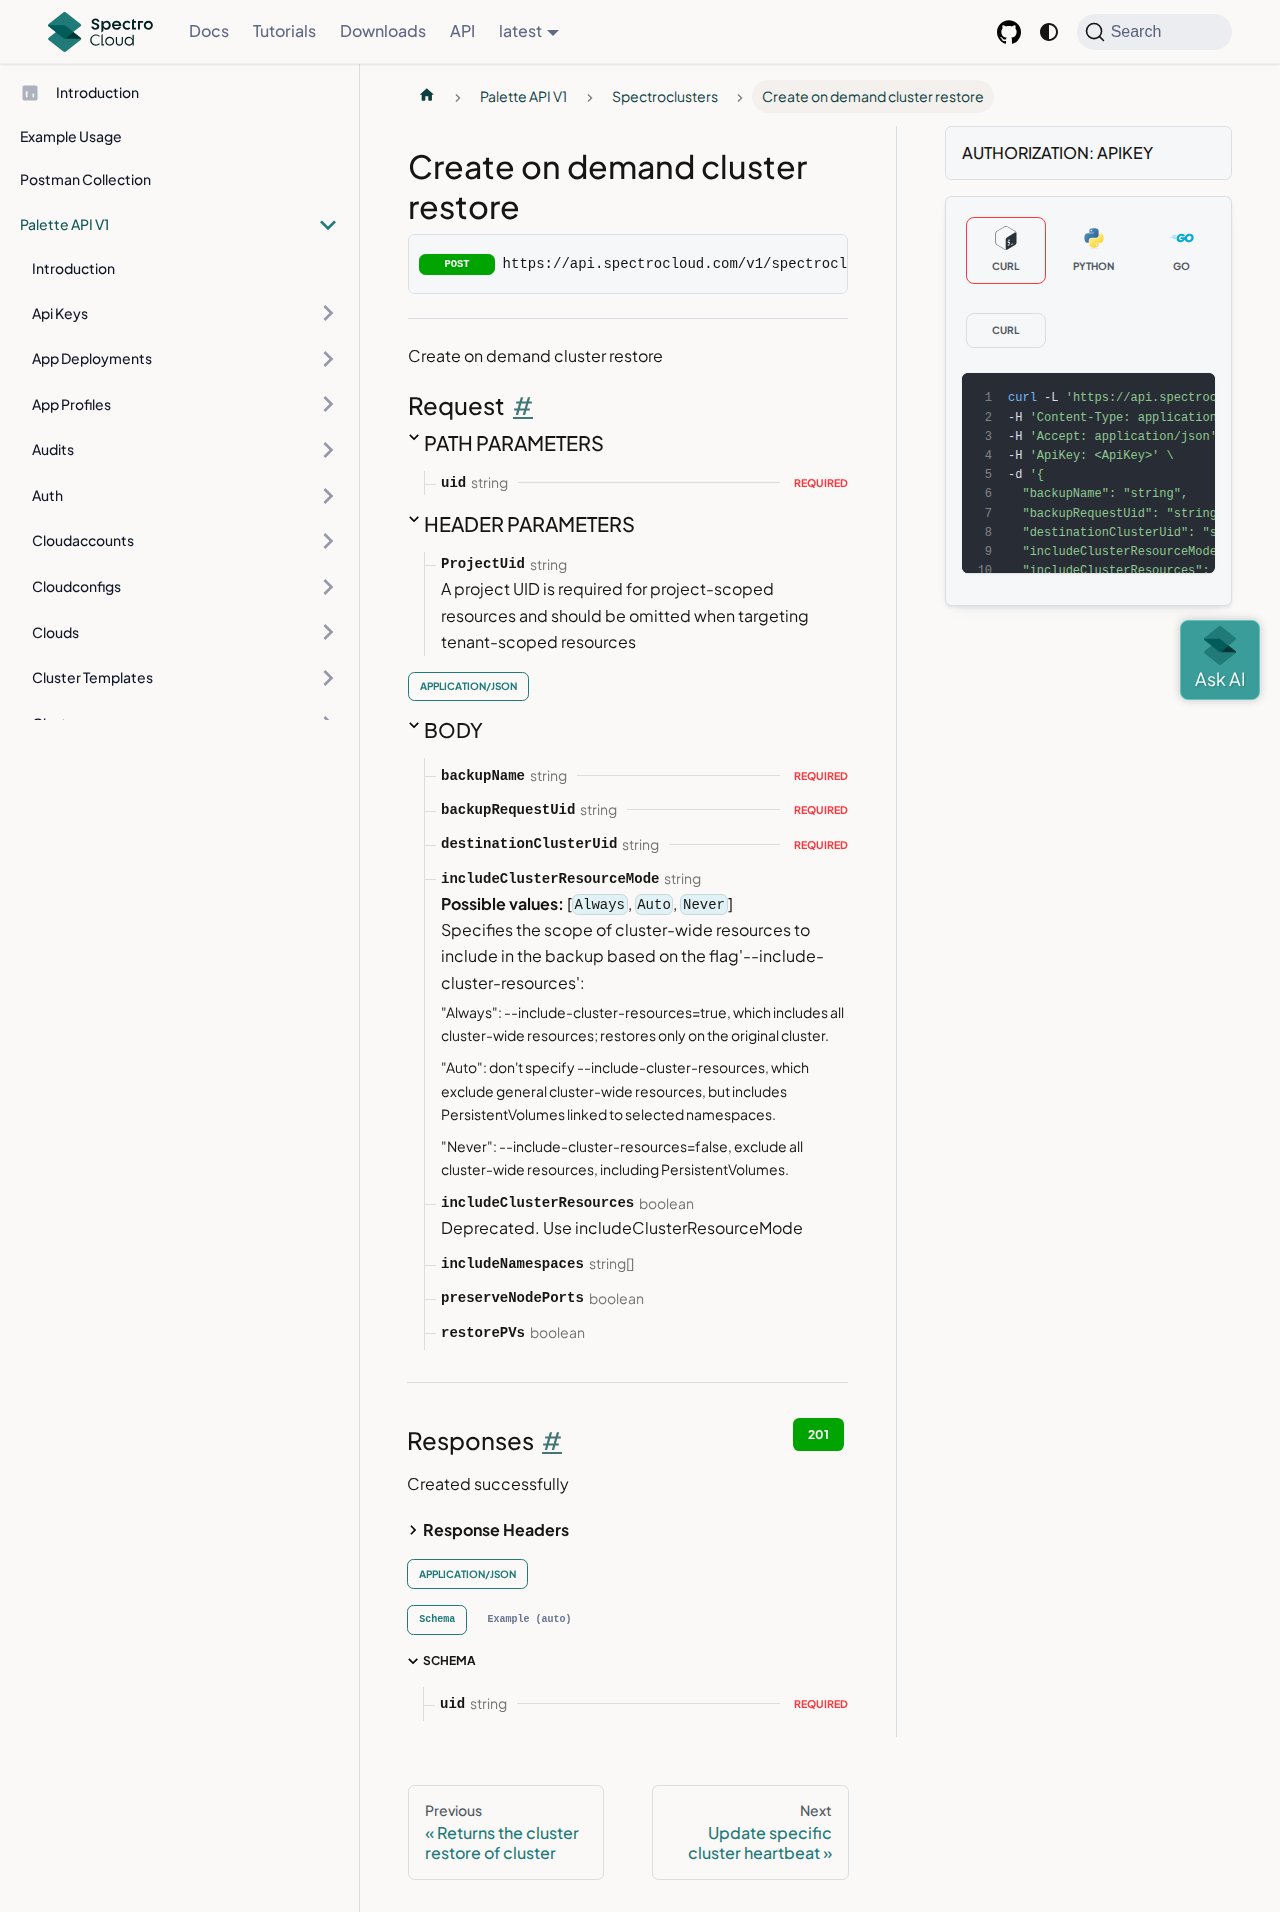 Spectro Cloud
Docs
Tutorials
Downloads
API
latest
Search
Introduction
Example Usage
Postman Collection
Palette API V1
Introduction
Api Keys
App Deployments
App Profiles
Audits
Auth
Cloudaccounts
Cloudconfigs
Clouds
Cluster Templates
Palette API V1
Spectroclusters
Create on demand cluster restore
Create on demand cluster
restore
POST https://api.spectrocloud.com/v1/spectrocl
Create on demand cluster restore
Request #
PATH PARAMETERS
uid string REQUIRED
HEADER PARAMETERS
ProjectUid string
A project UID is required for project-scoped
resources and should be omitted when targeting
tenant-scoped resources
APPLICATION/JSON
BODY
backupName string REQUIRED
backupRequestUid string REQUIRED
destinationClusterUid string REQUIRED
includeClusterResourceMode string
Possible values: [Always, Auto, Never]
Specifies the scope of cluster-wide resources to
include in the backup based on the flag'--include-
cluster-resources':
"Always": --include-cluster-resources=true, which includes all
cluster-wide resources; restores only on the original cluster.
"Auto": don't specify --include-cluster-resources, which
exclude general cluster-wide resources, but includes
PersistentVolumes linked to selected namespaces.
"Never": --include-cluster-resources=false, exclude all
cluster-wide resources, including PersistentVolumes.
includeClusterResources boolean
Deprecated. Use includeClusterResourceMode
includeNamespaces string[]
preserveNodePorts boolean
restorePVs boolean
Responses #
201
Created successfully
Response Headers
APPLICATION/JSON
Schema
Example (auto)
SCHEMA
uid string REQUIRED
Previous
« Returns the cluster
restore of cluster
Next
Update specific
cluster heartbeat »
AUTHORIZATION: APIKEY
CURL
PYTHON
GO
CURL
1 curl -L 'https://api.spectroc
2 -H 'Content-Type: application
3 -H 'Accept: application/json'
4 -H 'ApiKey: <ApiKey>' \
5 -d '{
6 "backupName": "string",
7 "backupRequestUid": "string
8 "destinationClusterUid": "s
9 "includeClusterResourceMode
10 "includeClusterResources":
Ask AI